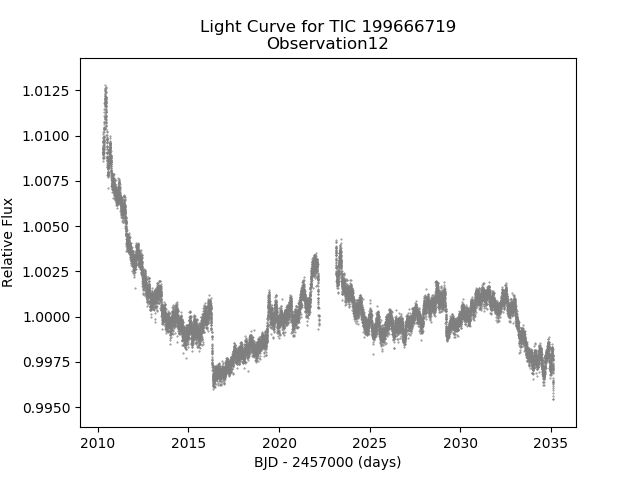 Light Curve for TIC 199666719
Observation12
1.0125
1.0100
1.0075
1.0050
1.0025
1.0000
0.9975
0.9950
Relative Flux
2010 2015 2020 2025 2030 2035
BJD - 2457000 (days)